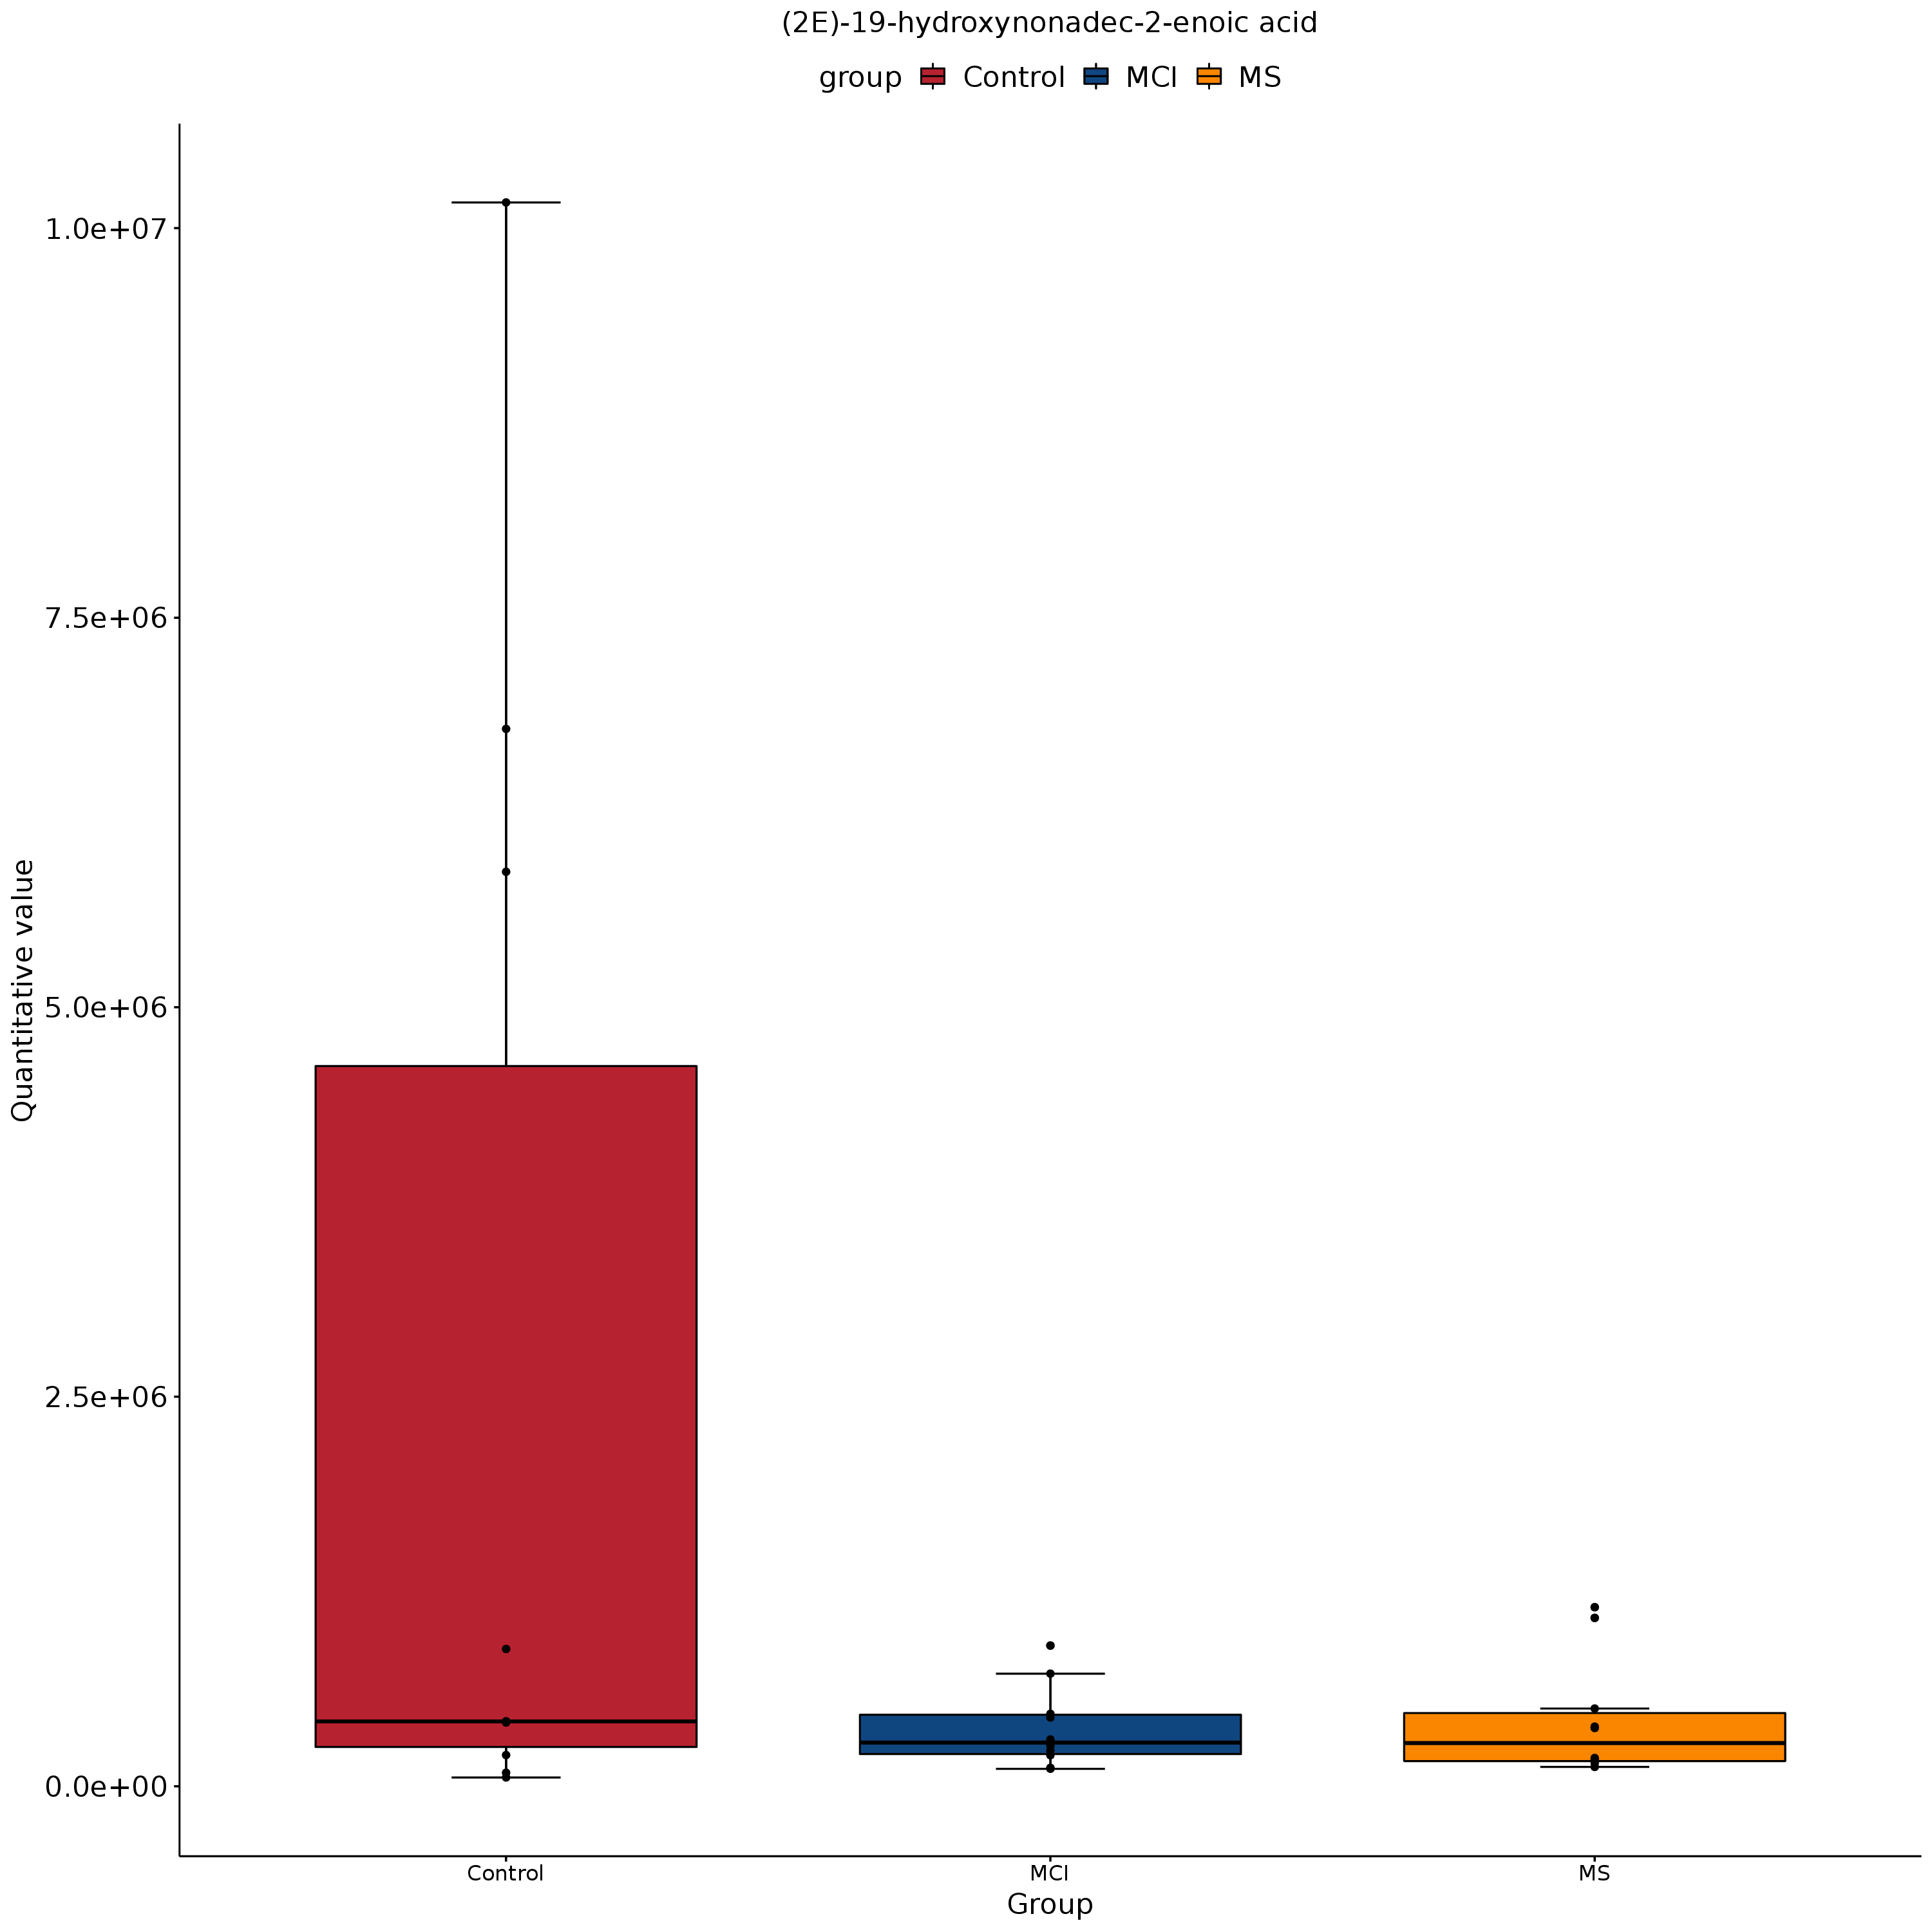 (2E)-19-hydroxynonadec-2-enoic acid
group Control MCI MS
1.0e+07
7.5e+06
5.0e+06
2.5e+06
0.0e+00
Quantitative value
Control MCI MS
Group